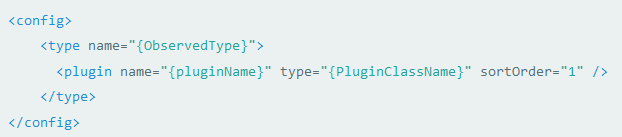 <config>
    <type name="{ObservedType}">
      <plugin name="{pluginName}" type="{PluginClassName}" sortOrder="1" />
    </type>
</config>